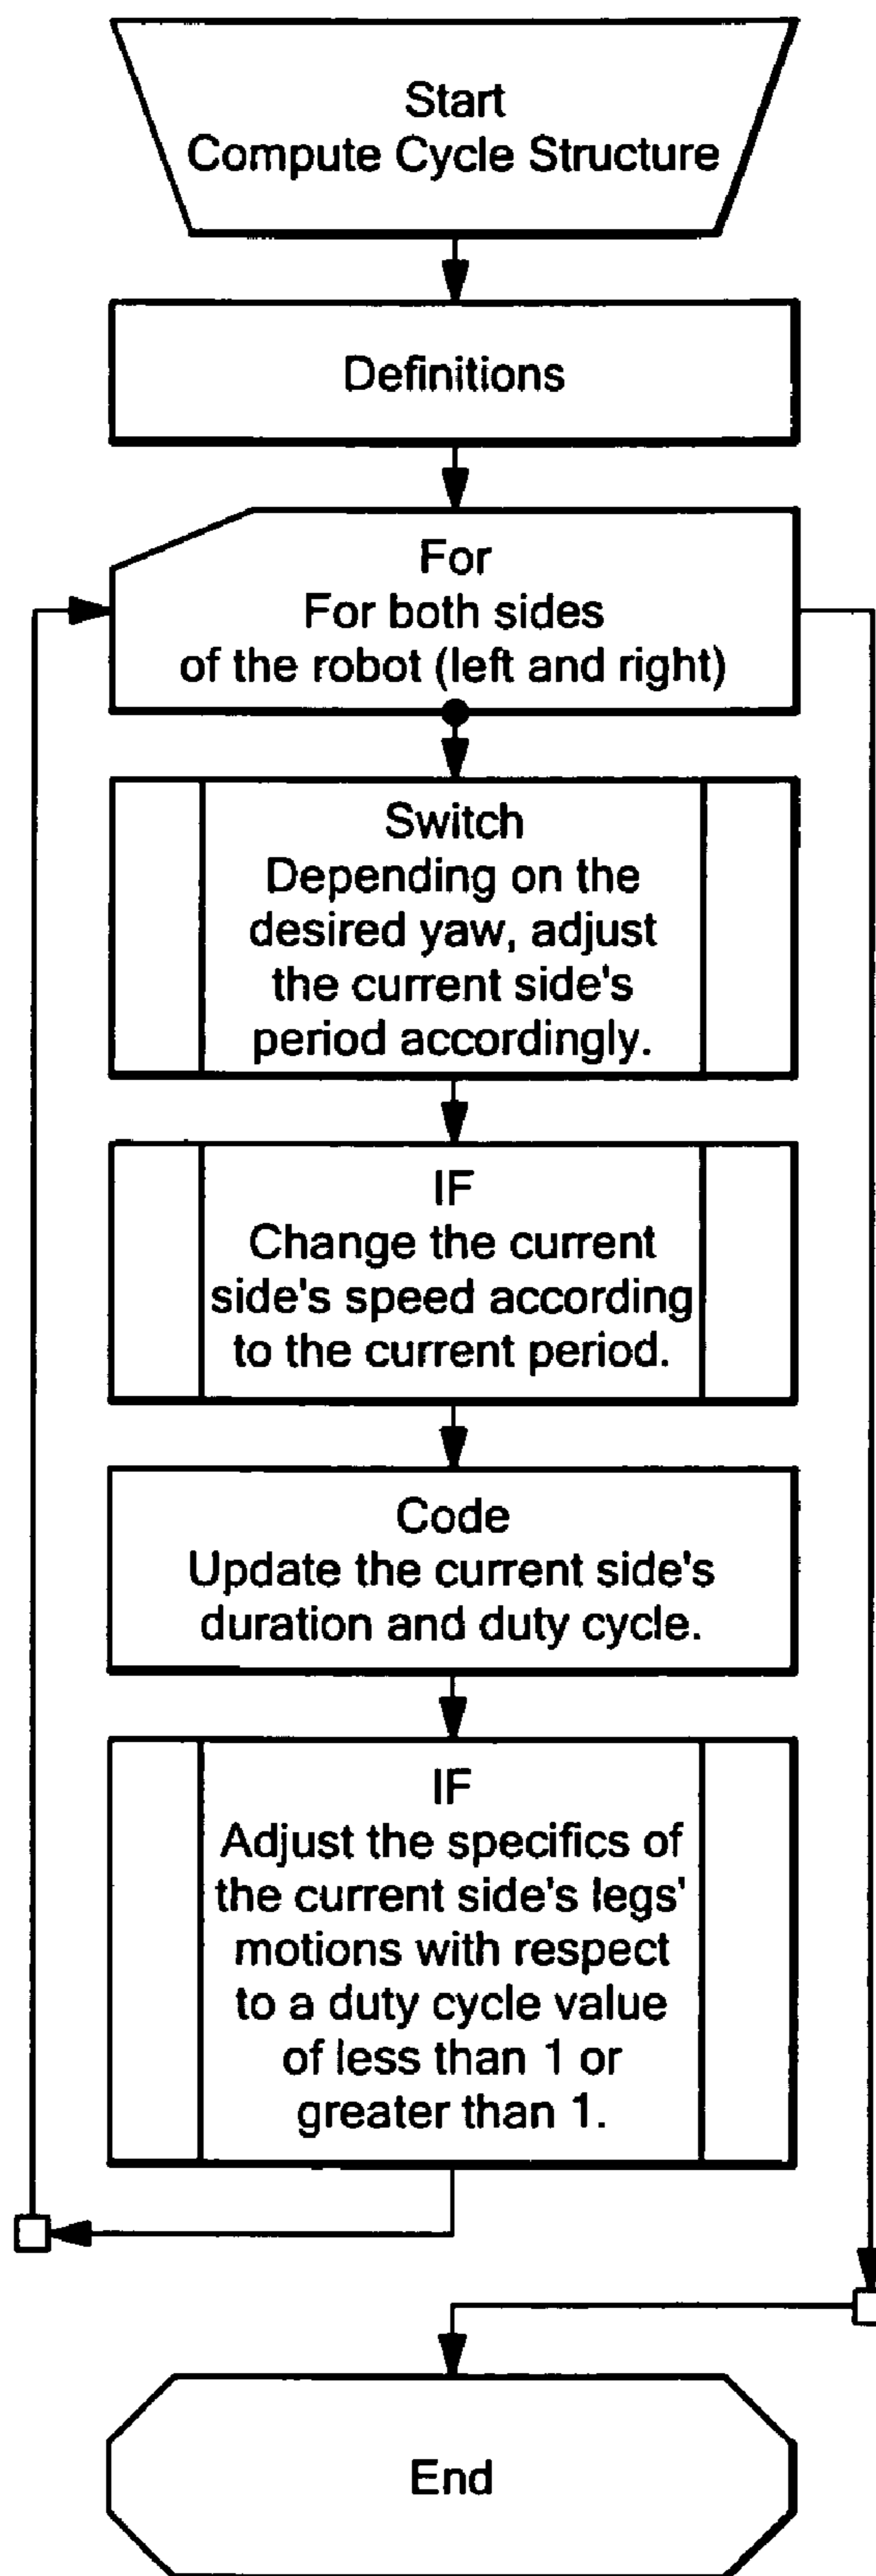 Start
Compute Cycle Structure
Definitions
For
For both sides
of the robot (left and right)
Switch
Depending on the
desired yaw, adjust
the current side's
period accordingly.
IF
Change the current
side's speed according
to the current period.
Code
Update the current side's
duration and duty cycle.
IF
Adjust the specifics of
the current side's legs'
motions with respect
to a duty cycle value
of less than 1 or
greater than 1.
End